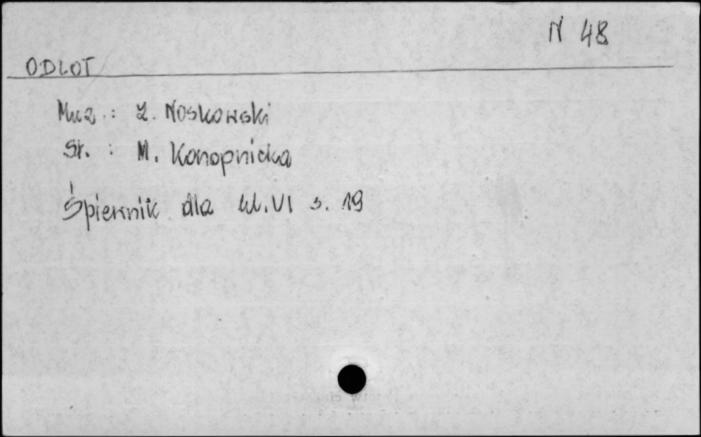 N 48
ODLOT
Muz. : Z. Noskowski
Sł. : M. Konopnicka
Śpiewnik dla kl. VI s. 19